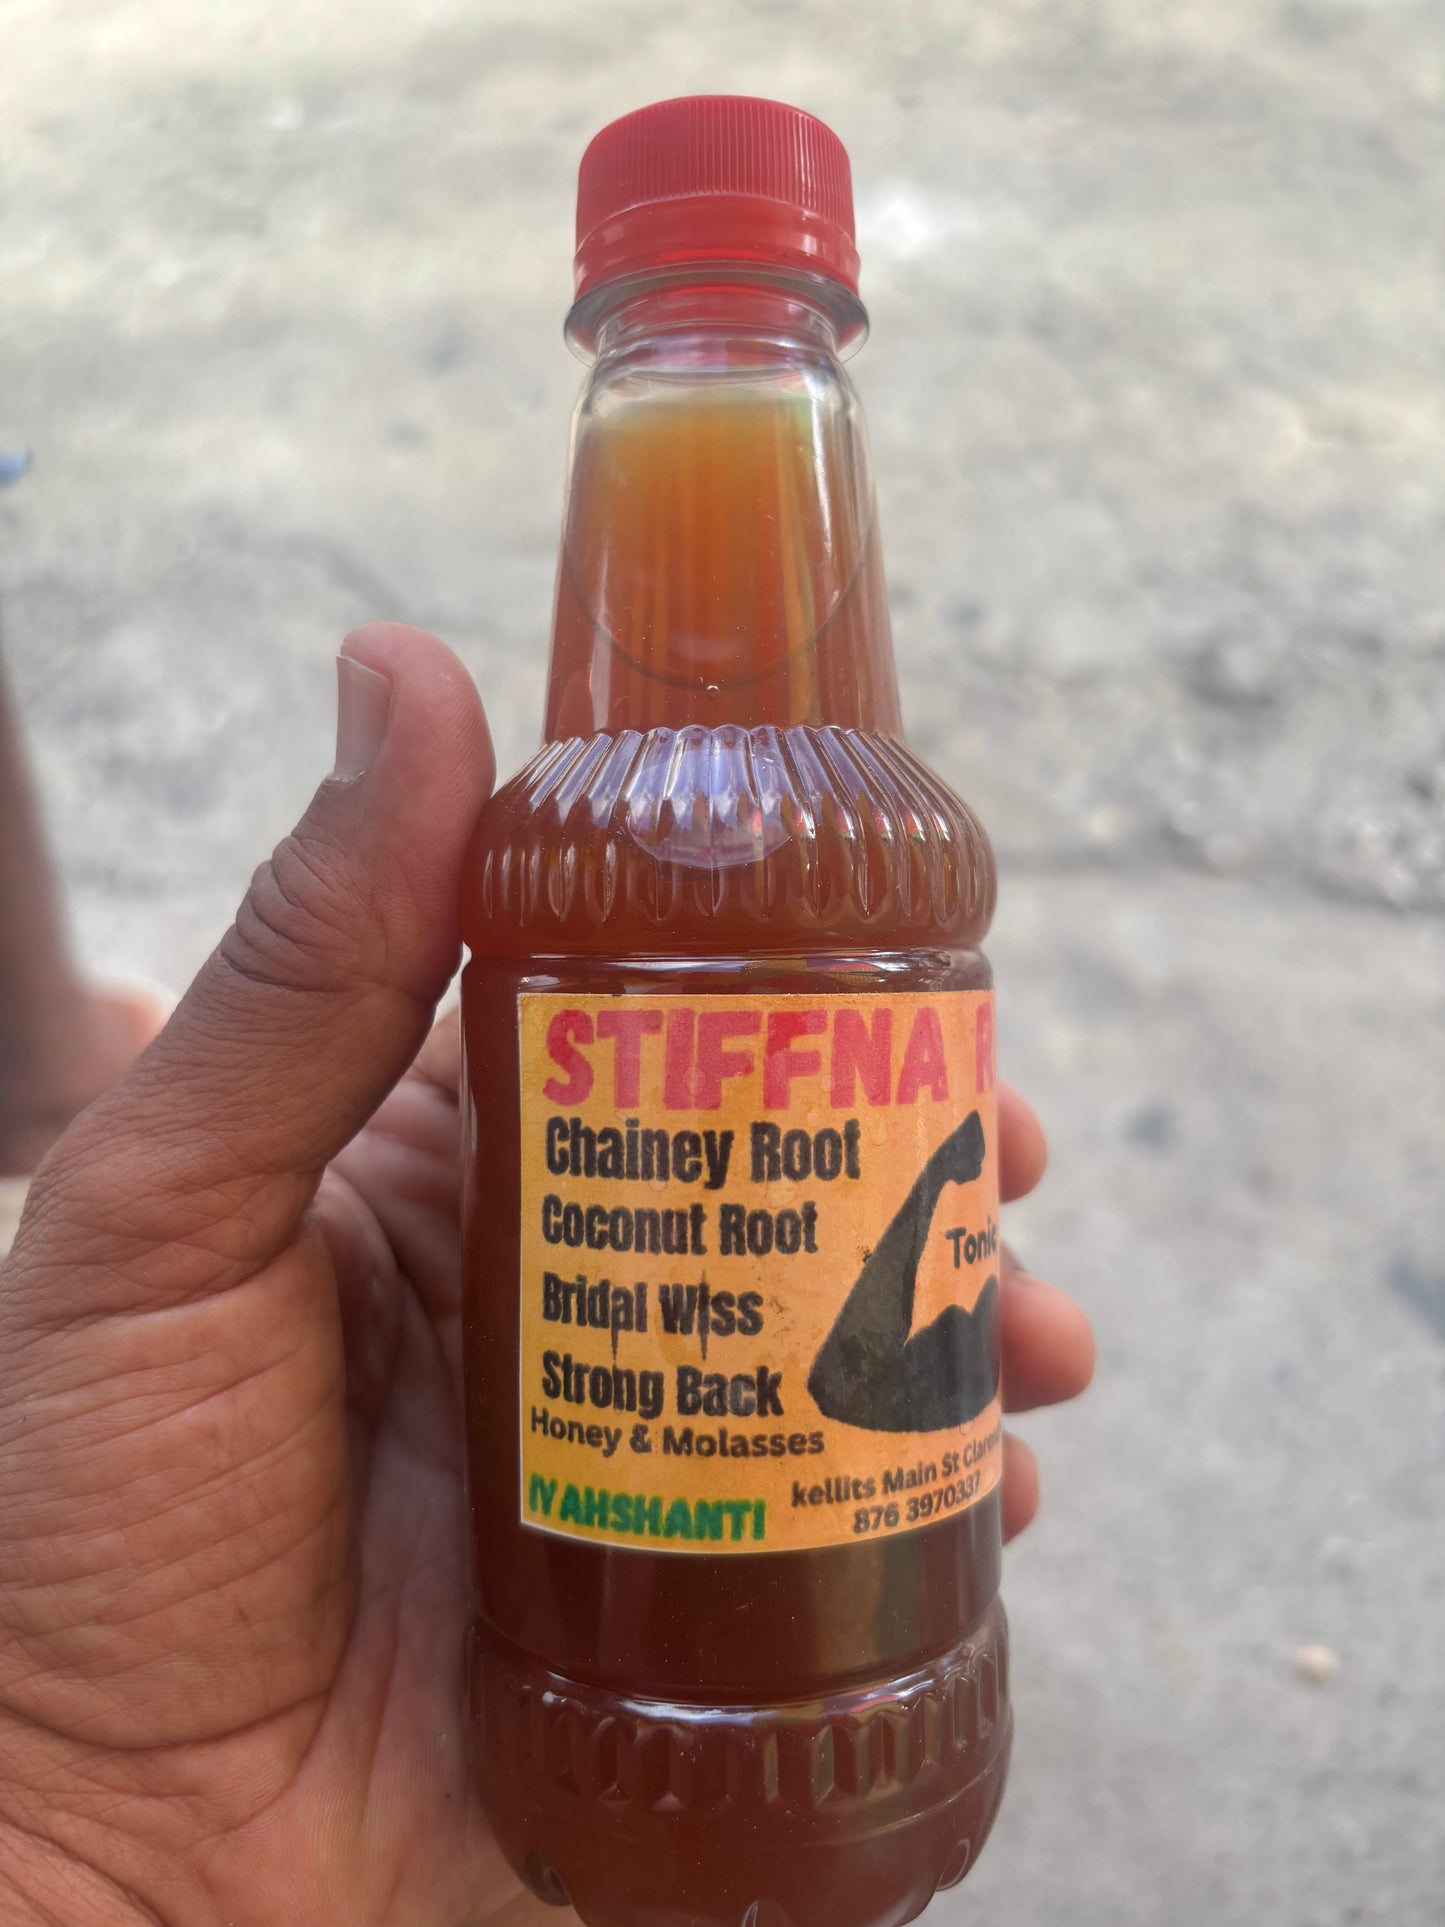 STIFFNA R
Chainey Root
Coconut Root
Tonic
Bridal Wiss
Strong Back
Honey & Molasses
kellits Main St Claren
876 3970337
IYAHSHANTI